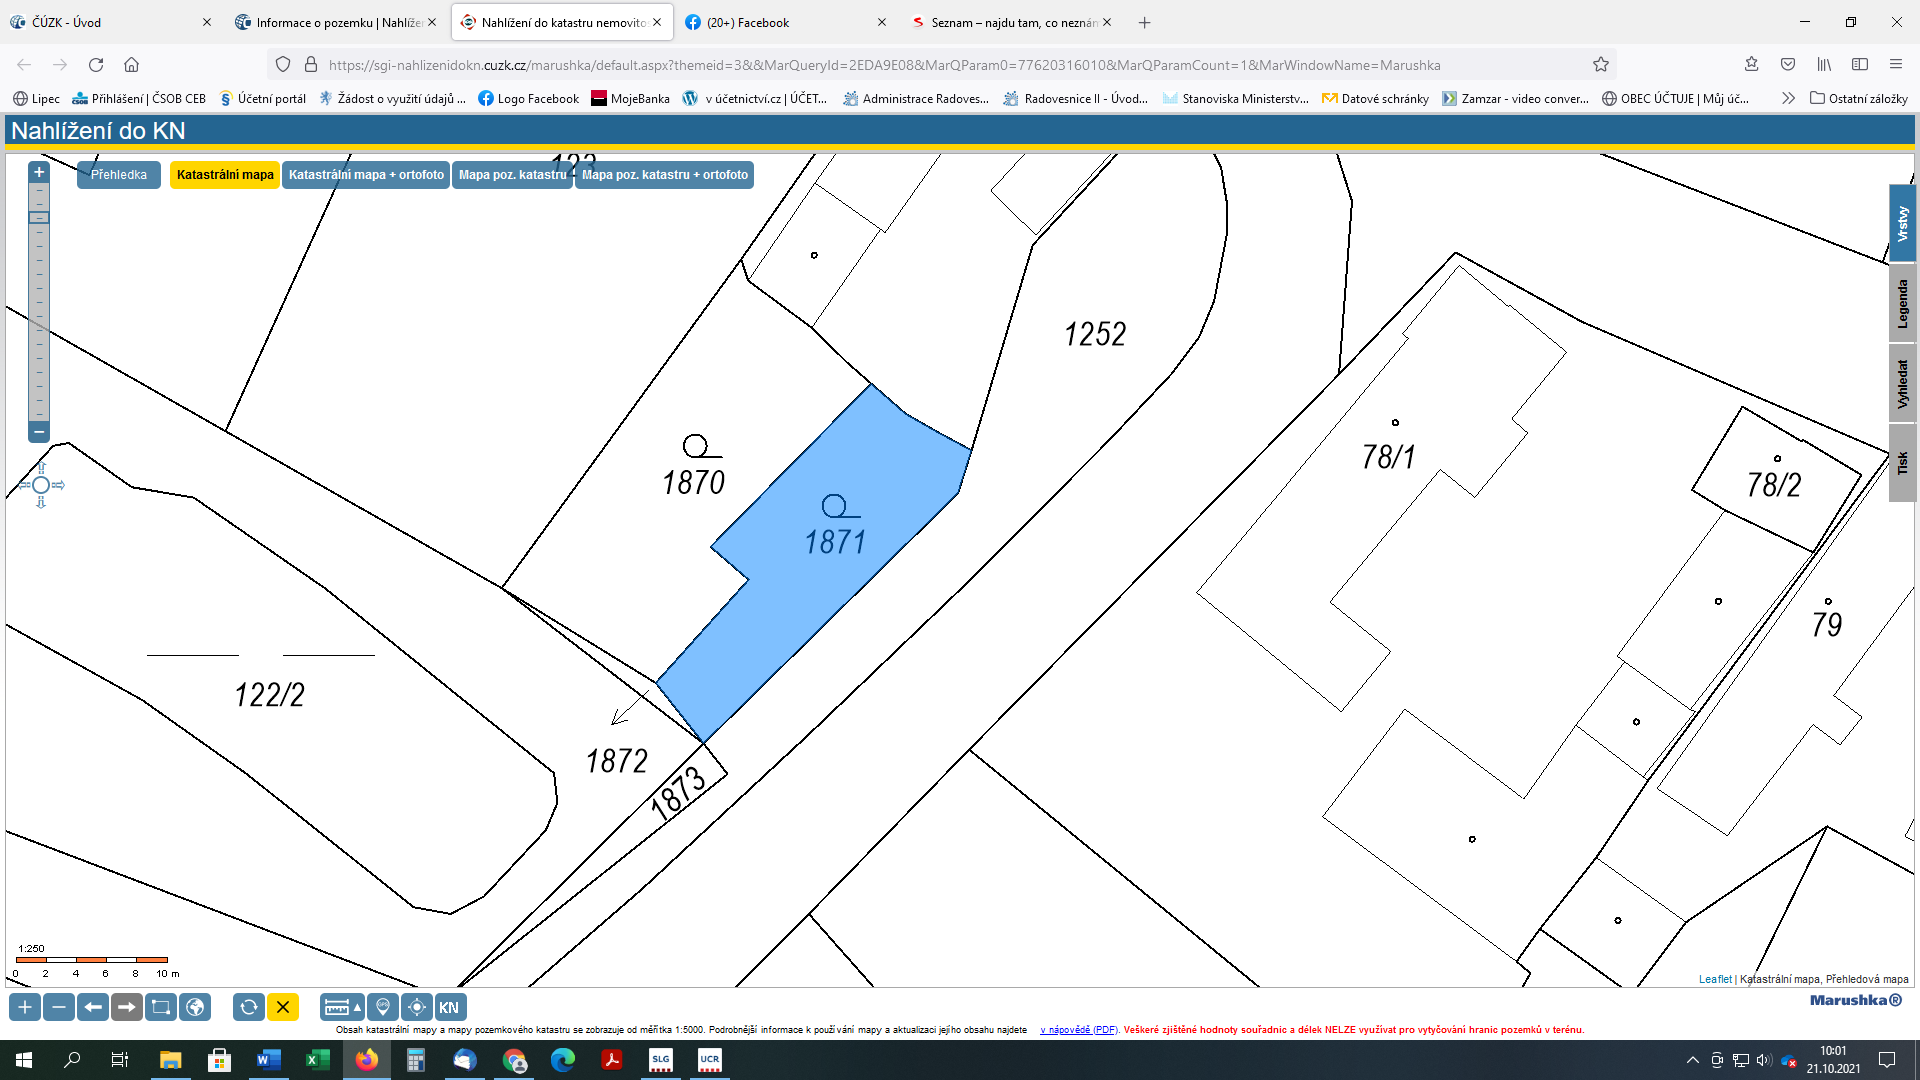 ČÚZK - Úvod
Informace o pozemku | Nahlíže
Nahlížení do katastru nemovito
(20+) Facebook
Seznam – najdu tam, co neznám
https://sgi-nahlizenidokn.cuzk.cz/marushka/default.aspx?themeid=3&&MarQueryId=2EDA9E08&MarQParam0=77620316010&MarQParamCount=1&MarWindowName=Marushka
Lipec
Přihlášení | ČSOB CEB
Účetní portál
Žádost o využití údajů ...
Logo Facebook
MojeBanka
v účetnictví.cz | ÚČET...
Administrace Radoves...
Radovesnice II - Úvod...
Stanoviska Ministerstv...
Datové schránky
Zamzar - video conver...
OBEC ÚČTUJE | Můj úč...
Ostatní záložky
Nahlížení do KN
Přehledka
Katastrální mapa
Katastrální mapa + ortofoto
Mapa poz. katastru
Mapa poz. katastru + ortofoto
123
Vrstvy
Legenda
Vyhledat
Tisk
1252
1870
1871
78/1
78/2
79
122/2
1872
1873
1:250
0 2 4 6 8 10 m
Leaflet | Katastrální mapa, Přehledová mapa
KN
Marushka®
Obsah katastrální mapy a mapy pozemkového katastru se zobrazuje od měřítka 1:5000. Podrobnější informace k používání mapy a aktualizaci jejího obsahu najdete v nápovědě (PDF). Veškeré zjištěné hodnoty souřadnic a délek NELZE využívat pro vytyčování hranic pozemků v terénu.
SLG
UCR
10:01
21.10.2021